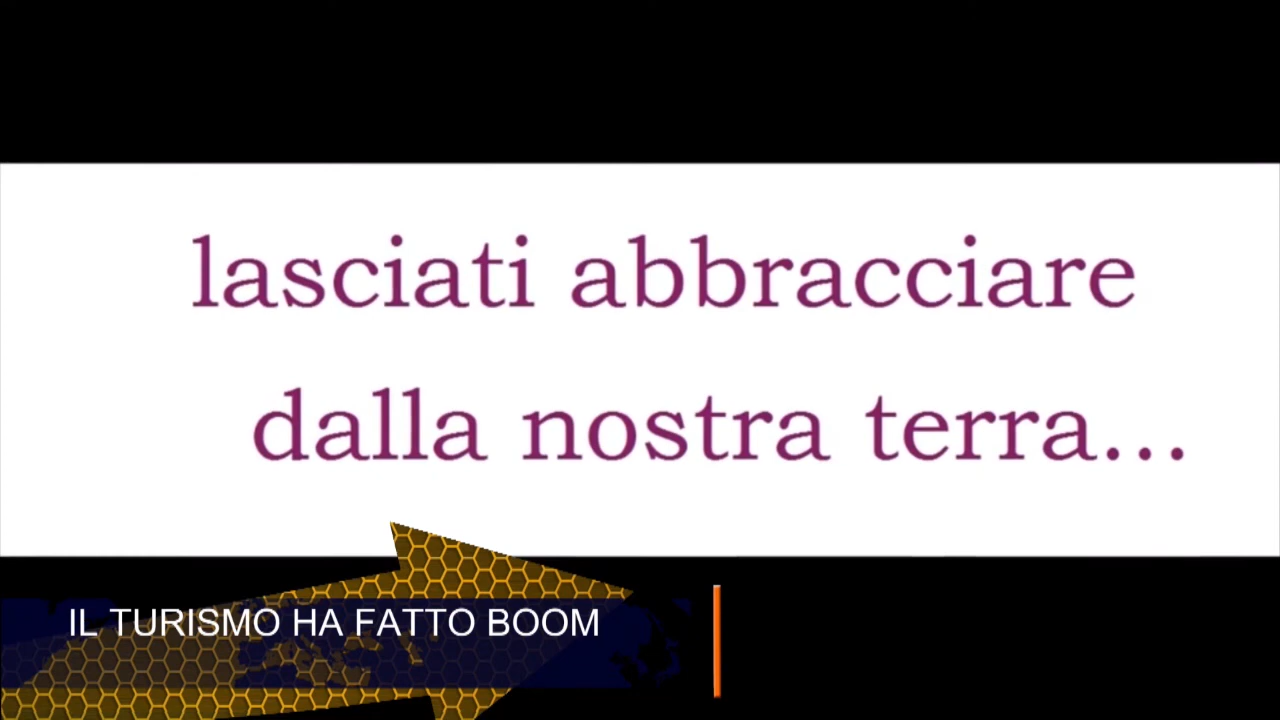 lasciati abbracciare
dalla nostra terra...
IL TURISMO HA FATTO BOOM